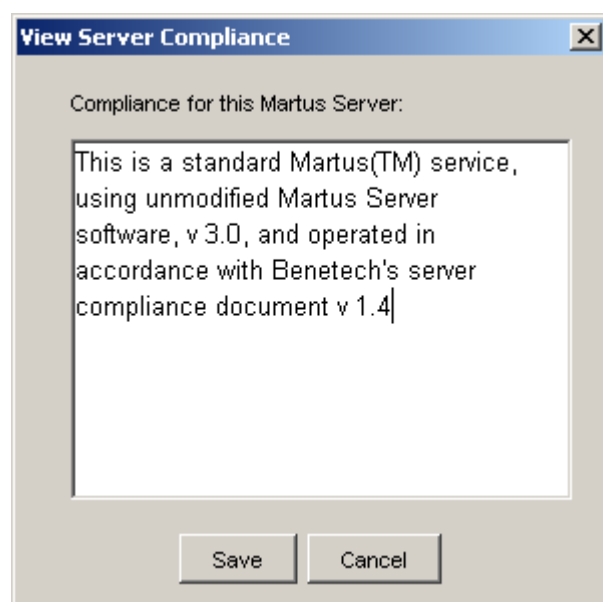 View Server Compliance
Compliance for this Martus Server:
This is a standard Martus(TM) service,
using unmodified Martus Server
software, v 3.0, and operated in
accordance with Benetech's server
compliance document v 1.4
Save Cancel